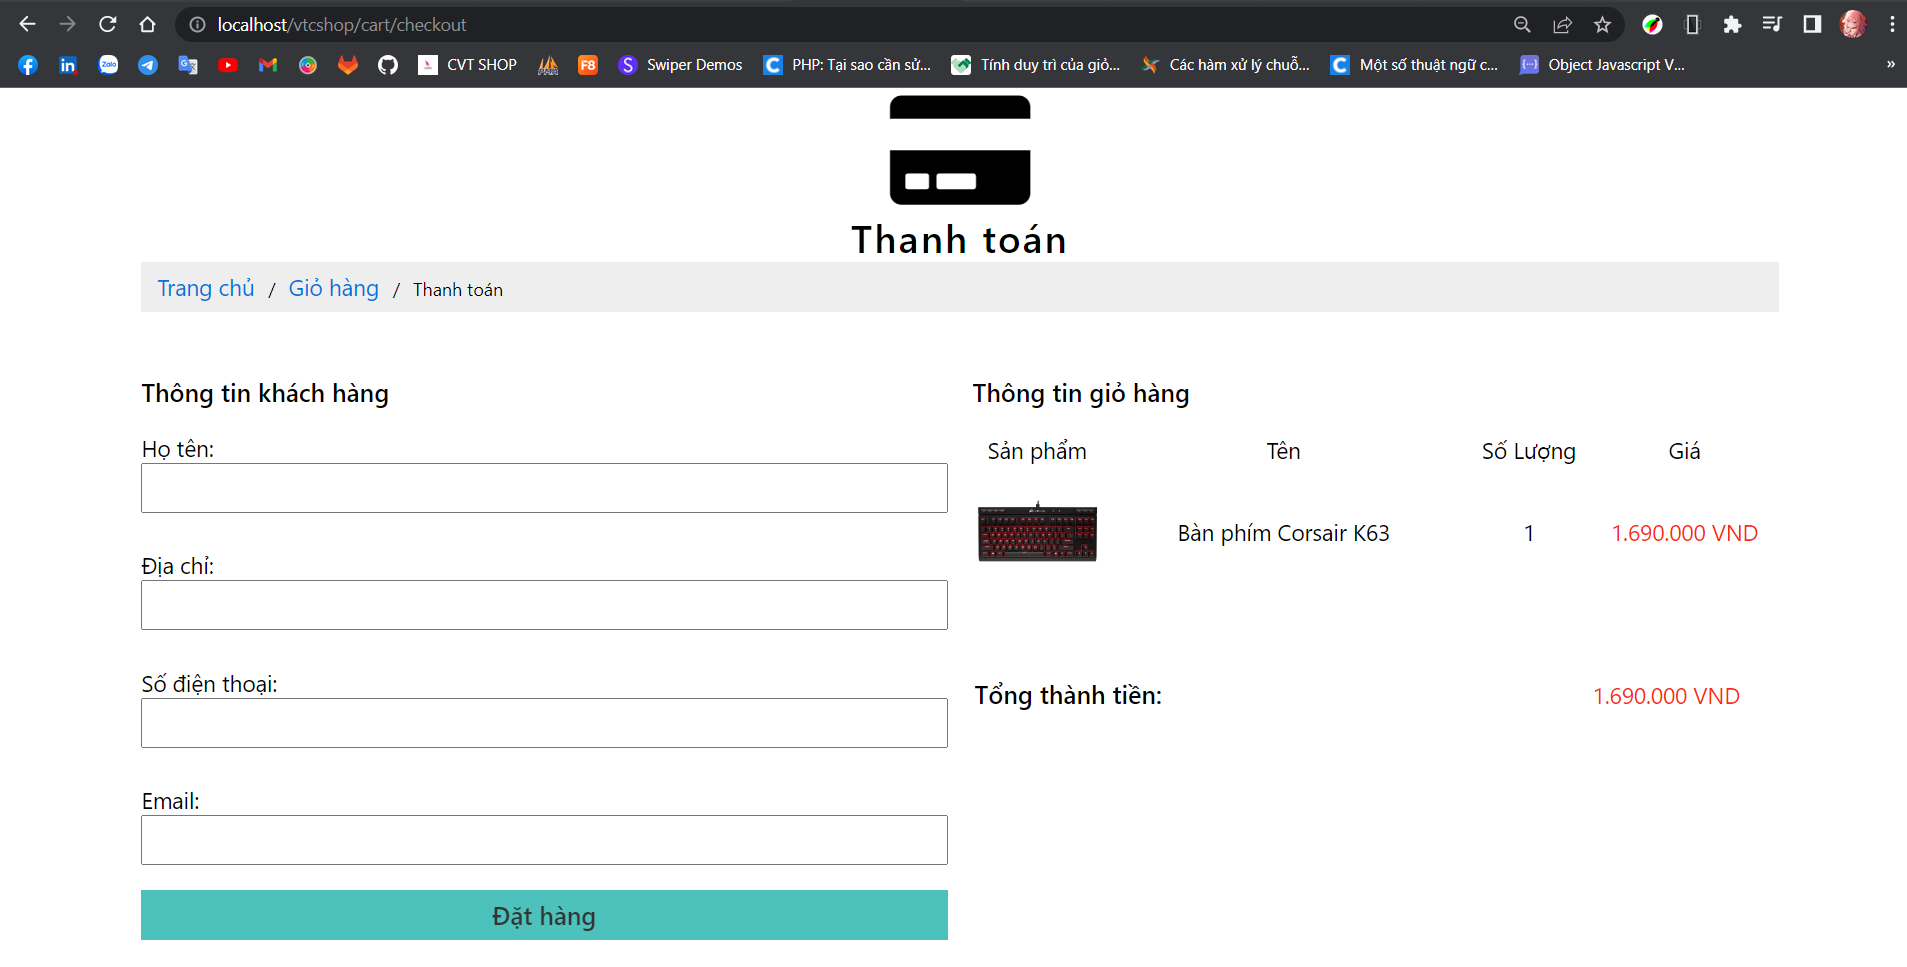 localhost/vtcshop/cart/checkout
Zalo CVT SHOP F8 S Swiper Demos C PHP: Tại sao cần sử... Tính duy trì của giỏ... Các hàm xử lý chuỗ... C Một số thuật ngữ c... Object Javascript V... »
Thanh toán
Trang chủ / Giỏ hàng / Thanh toán
Thông tin khách hàng
Họ tên:
Địa chỉ:
Số điện thoại:
Email:
Đặt hàng
Thông tin giỏ hàng
Sản phẩm Tên Số Lượng Giá
Bàn phím Corsair K63 1 1.690.000 VND
Tổng thành tiền: 1.690.000 VND